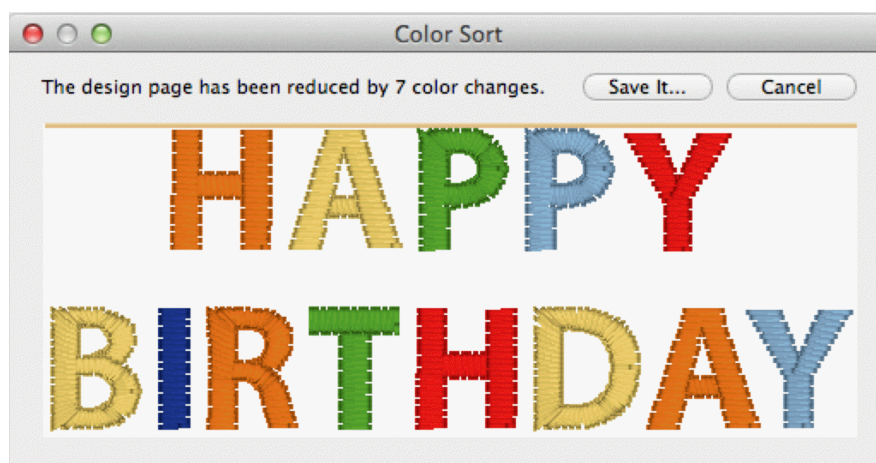 Color Sort
The design page has been reduced by 7 color changes. Save It... Cancel
HAPPY
BIRTHDAY